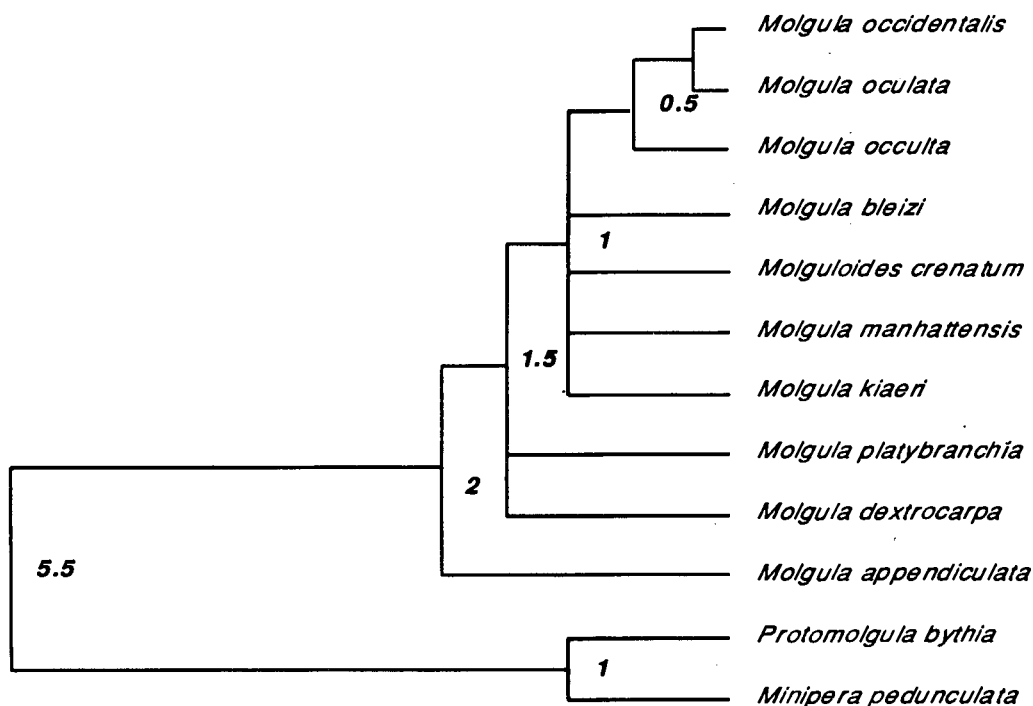 Molgula occidentalis
Molgula oculata
0.5
Molgula occulta
Molgula bleizi
1
Molguloides crenatum
Molgula manhattensis
1.5
Molgula kiaeri
Molgula platybranchia
2
Molgula dextrocarpa
5.5
Molgula appendiculata
Protomolgula bythia
1
Minipera pedunculata